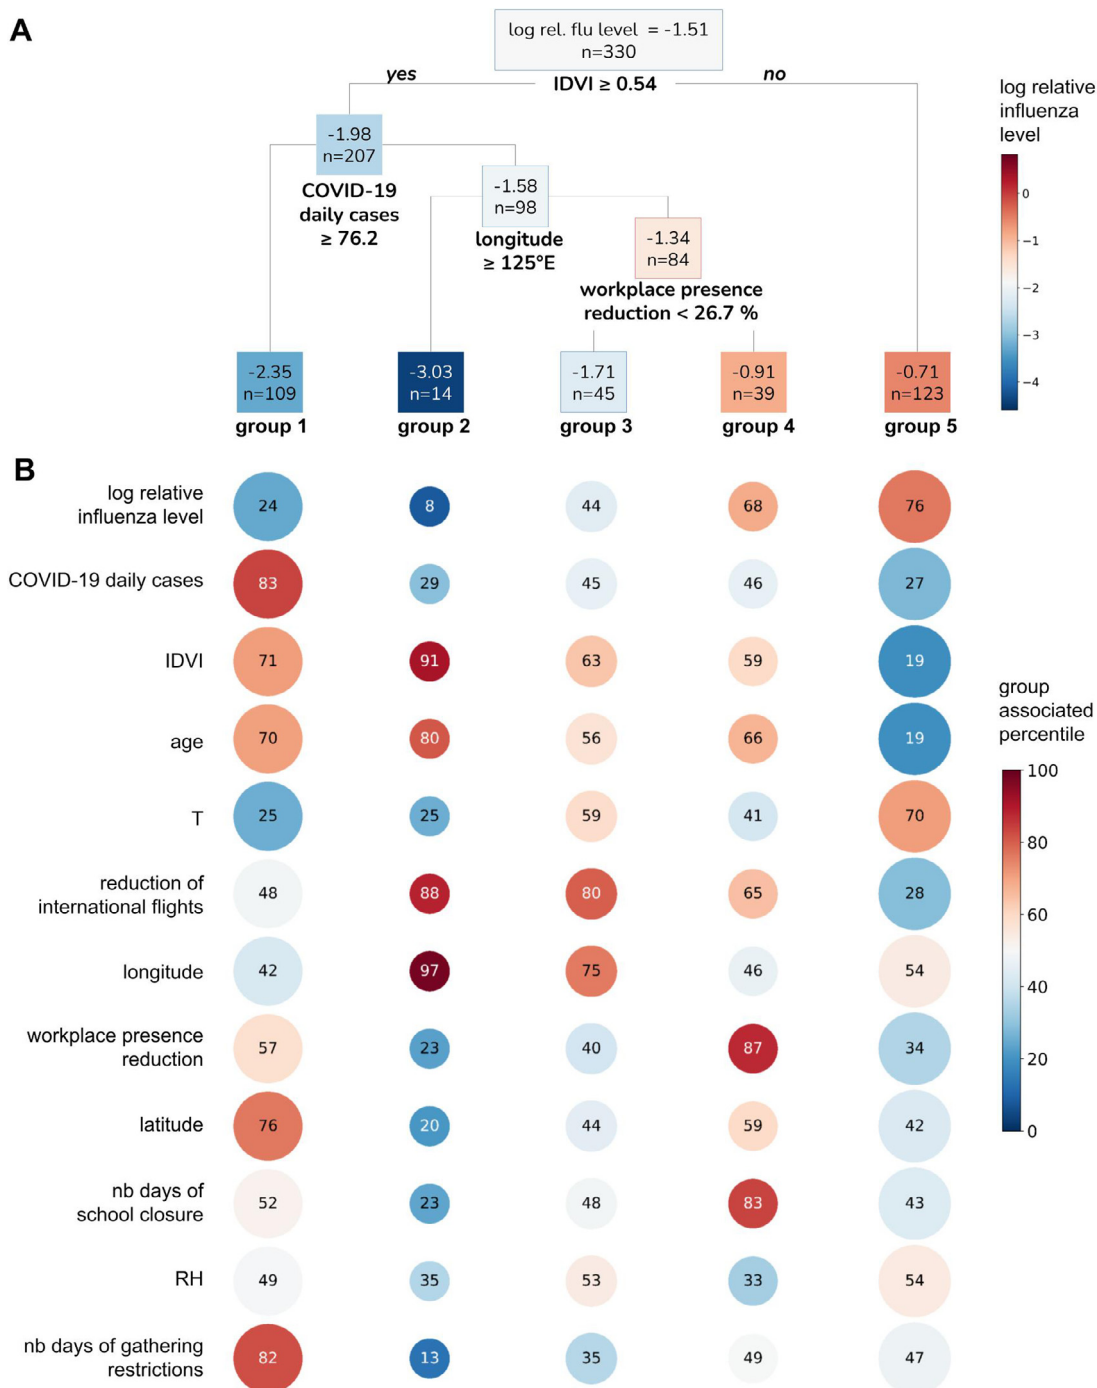 A
log rel. flu level = -1.51
n=330
yes
IDVI ≥ 0.54
no
-1.98
n=207
COVID-19
daily cases
≥ 76.2
-1.58
n=98
longitude
≥ 125°E
-1.34
n=84
workplace presence
reduction < 26.7 %
-2.35
n=109
group 1
-3.03
n=14
group 2
-1.71
n=45
group 3
-0.91
n=39
group 4
-0.71
n=123
group 5
log relative
influenza
level
0
−1
−2
−3
−4
B
log relative
influenza level
24 8 44 68 76
COVID-19 daily cases
83 29 45 46 27
IDVI
71 91 63 59 19
age
70 80 56 66 19
T
25 25 59 41 70
reduction of
international flights
48 88 80 65 28
longitude
42 97 75 46 54
workplace presence
reduction
57 23 40 87 34
latitude
76 20 44 59 42
nb days of
school closure
52 23 48 83 43
RH
49 35 53 33 54
nb days of gathering
restrictions
82 13 35 49 47
group
associated
percentile
100
80
60
40
20
0